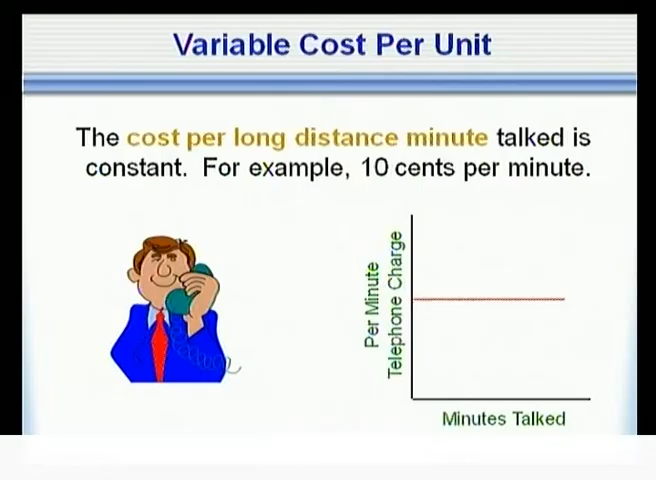 Variable Cost Per Unit
The cost per long distance minute talked is
constant.  For example, 10 cents per minute.
Per Minute
Telephone Charge
Minutes Talked